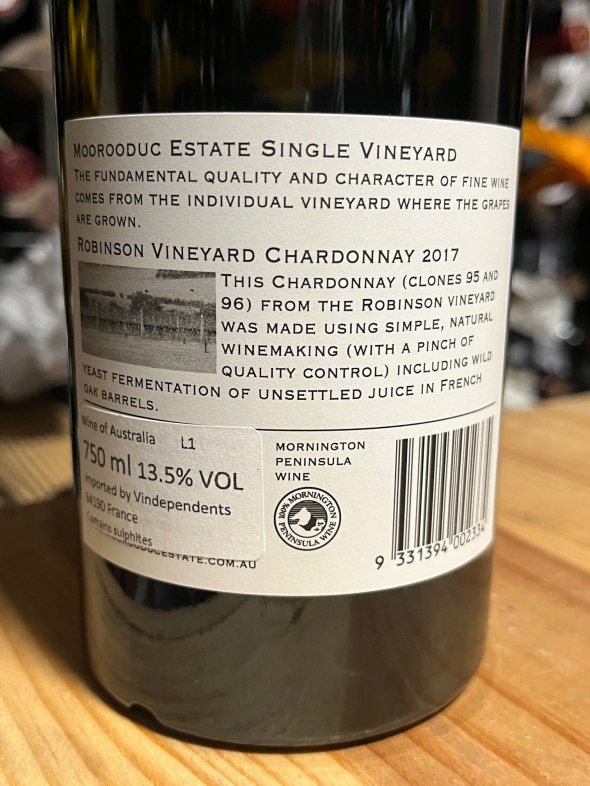 MOOROODUC ESTATE SINGLE VINEYARD
THE FUNDAMENTAL QUALITY AND CHARACTER OF FINE WINE
COMES FROM THE INDIVIDUAL VINEYARD WHERE THE GRAPES
ARE GROWN.
ROBINSON VINEYARD CHARDONNAY 2017
THIS CHARDONNAY (CLONES 95 AND
96) FROM THE ROBINSON VINEYARD
WAS MADE USING SIMPLE, NATURAL
WINEMAKING (WITH A PINCH OF
QUALITY CONTROL) INCLUDING WILD
YEAST FERMENTATION OF UNSETTLED JUICE IN FRENCH
OAK BARRELS.
Wine of Australia L1
750 ml 13.5% VOL
Imported by Vindependents
64190 France
Contains sulphites
ESTATE.COM.AU
MORNINGTON
PENINSULA
WINE
100% MORNINGTON
PENINSULA WINE
9 331394 002334